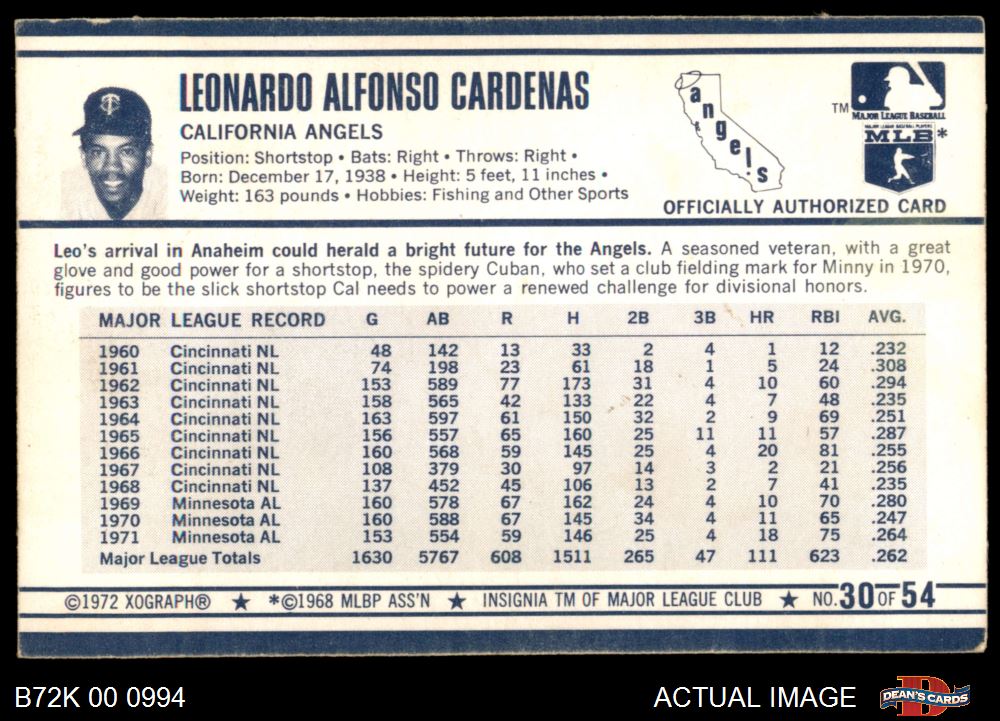 LEONARDO ALFONSO CARDENAS
CALIFORNIA ANGELS
Position: Shortstop • Bats: Right • Throws: Right •
Born: December 17, 1938 • Height: 5 feet, 11 inches •
Weight: 163 pounds • Hobbies: Fishing and Other Sports
angels
TM
MAJOR LEAGUE BASEBALL
MAJOR LEAGUE BASEBALL PLAYERS
MLB*
OFFICIALLY AUTHORIZED CARD
Leo's arrival in Anaheim could herald a bright future for the Angels. A seasoned veteran, with a great
glove and good power for a shortstop, the spidery Cuban, who set a club fielding mark for Minny in 1970,
figures to be the slick shortstop Cal needs to power a renewed challenge for divisional honors.
MAJOR LEAGUE RECORD G AB R H 2B 3B HR RBI AVG.
1960 Cincinnati NL 48 142 13 33 2 4 1 12 .232
1961 Cincinnati NL 74 198 23 61 18 1 5 24 .308
1962 Cincinnati NL 153 589 77 173 31 4 10 60 .294
1963 Cincinnati NL 158 565 42 133 22 4 7 48 .235
1964 Cincinnati NL 163 597 61 150 32 2 9 69 .251
1965 Cincinnati NL 156 557 65 160 25 11 11 57 .287
1966 Cincinnati NL 160 568 59 145 25 4 20 81 .255
1967 Cincinnati NL 108 379 30 97 14 3 2 21 .256
1968 Cincinnati NL 137 452 45 106 13 2 7 41 .235
1969 Minnesota AL 160 578 67 162 24 4 10 70 .280
1970 Minnesota AL 160 588 67 145 34 4 11 65 .247
1971 Minnesota AL 153 554 59 146 25 4 18 75 .264
Major League Totals 1630 5767 608 1511 265 47 111 623 .262
©1972 XOGRAPH® ★ *©1968 MLBP ASS'N ★ INSIGNIA TM OF MAJOR LEAGUE CLUB ★ NO. 30 OF 54
B72K 00 0994 ACTUAL IMAGE DEAN'S CARDS